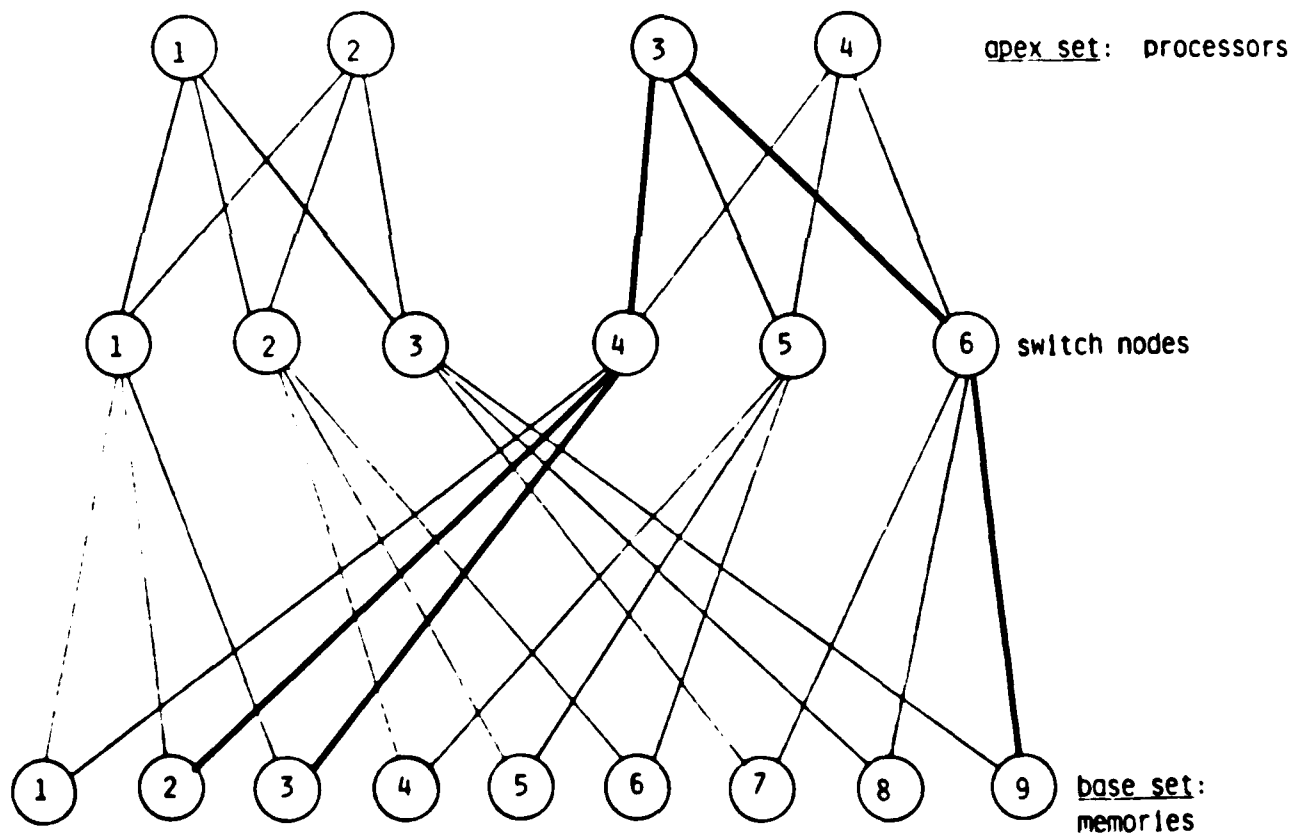 1 2 3 4 apex set: processors
1 2 3 4 5 6 switch nodes
1 2 3 4 5 6 7 8 9 base set:
memories